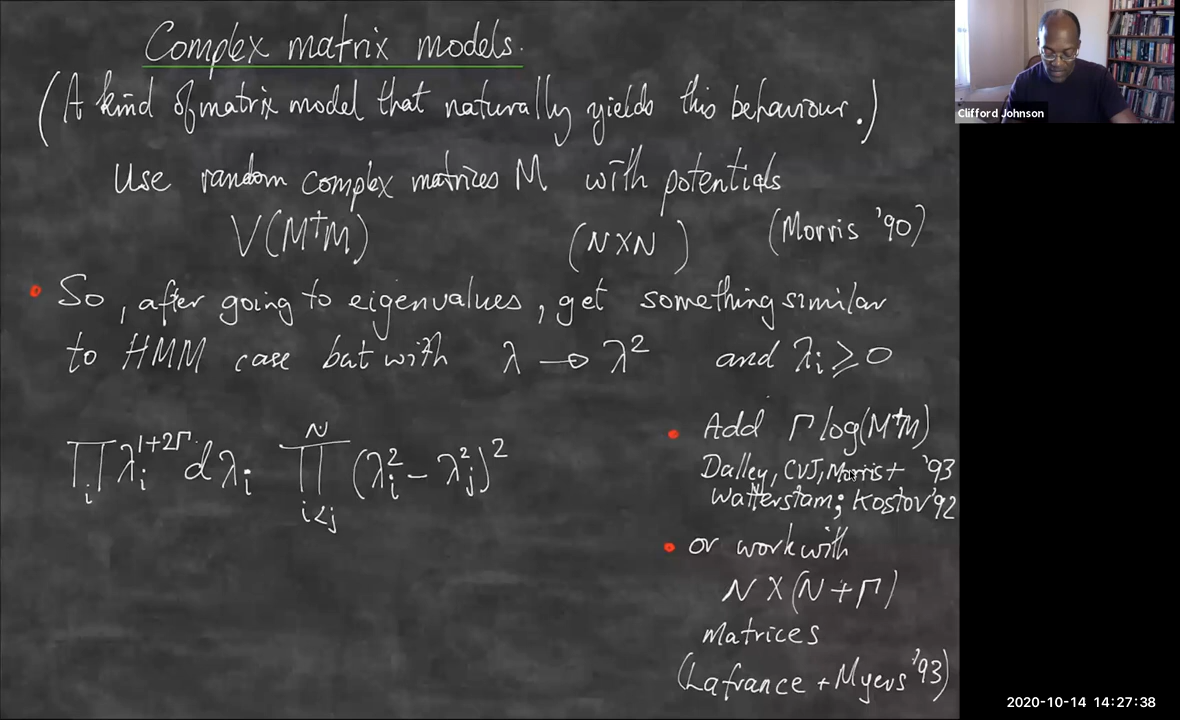 Complex matrix models.
(A kind of matrix model that naturally yields this behaviour.)
Use random complex matrices M with potentials
V(M†M) (N×N) (Morris '90)
• So, after going to eigenvalues, get something similar
to HMM case but with λ → λ² and λᵢ ⩾ 0
∏ᵢ λᵢ^{1+2Γ} dλᵢ ∏_{i<j}^{N} (λᵢ² - λⱼ²)²
• Add Γ log(M†M)
Dalley, CVJ, Morris + '93
Watterstam; Kostov '92
• or work with
N × (N + Γ)
matrices
(Lafrance + Myers '93)
Clifford Johnson
2020-10-14 14:27:38